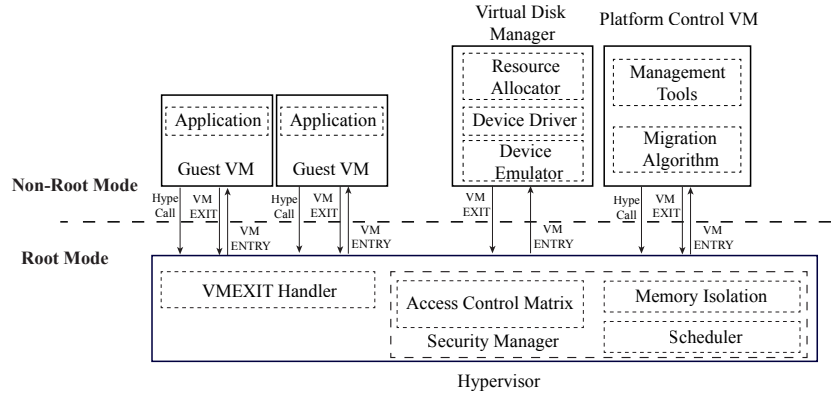 Virtual Disk
Manager
Platform Control VM
Resource
Allocator
Device Driver
Device
Emulator
Management
Tools
Migration
Algorithm
Application
Guest VM
Application
Guest VM
Non-Root Mode
Hype
Call
VM
EXIT
VM
ENTRY
Hype
Call
VM
EXIT
VM
ENTRY
VM
EXIT
VM
ENTRY
Hype
Call
VM
EXIT
VM
ENTRY
Root Mode
VMEXIT Handler
Access Control Matrix
Security Manager
Memory Isolation
Scheduler
Hypervisor